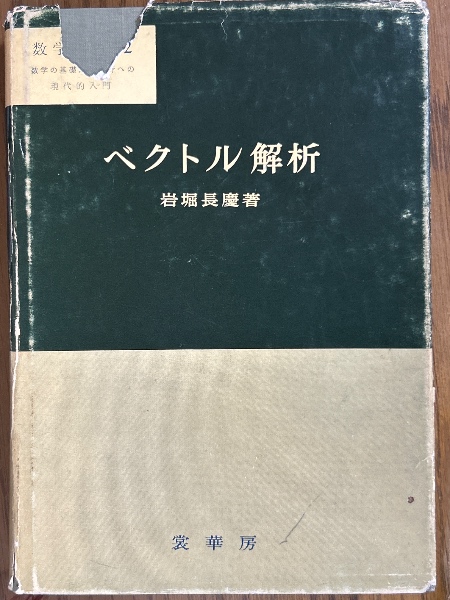 数学 2
数学の基礎 への
現代的入門
ベクトル解析
岩堀長慶著
裳華房